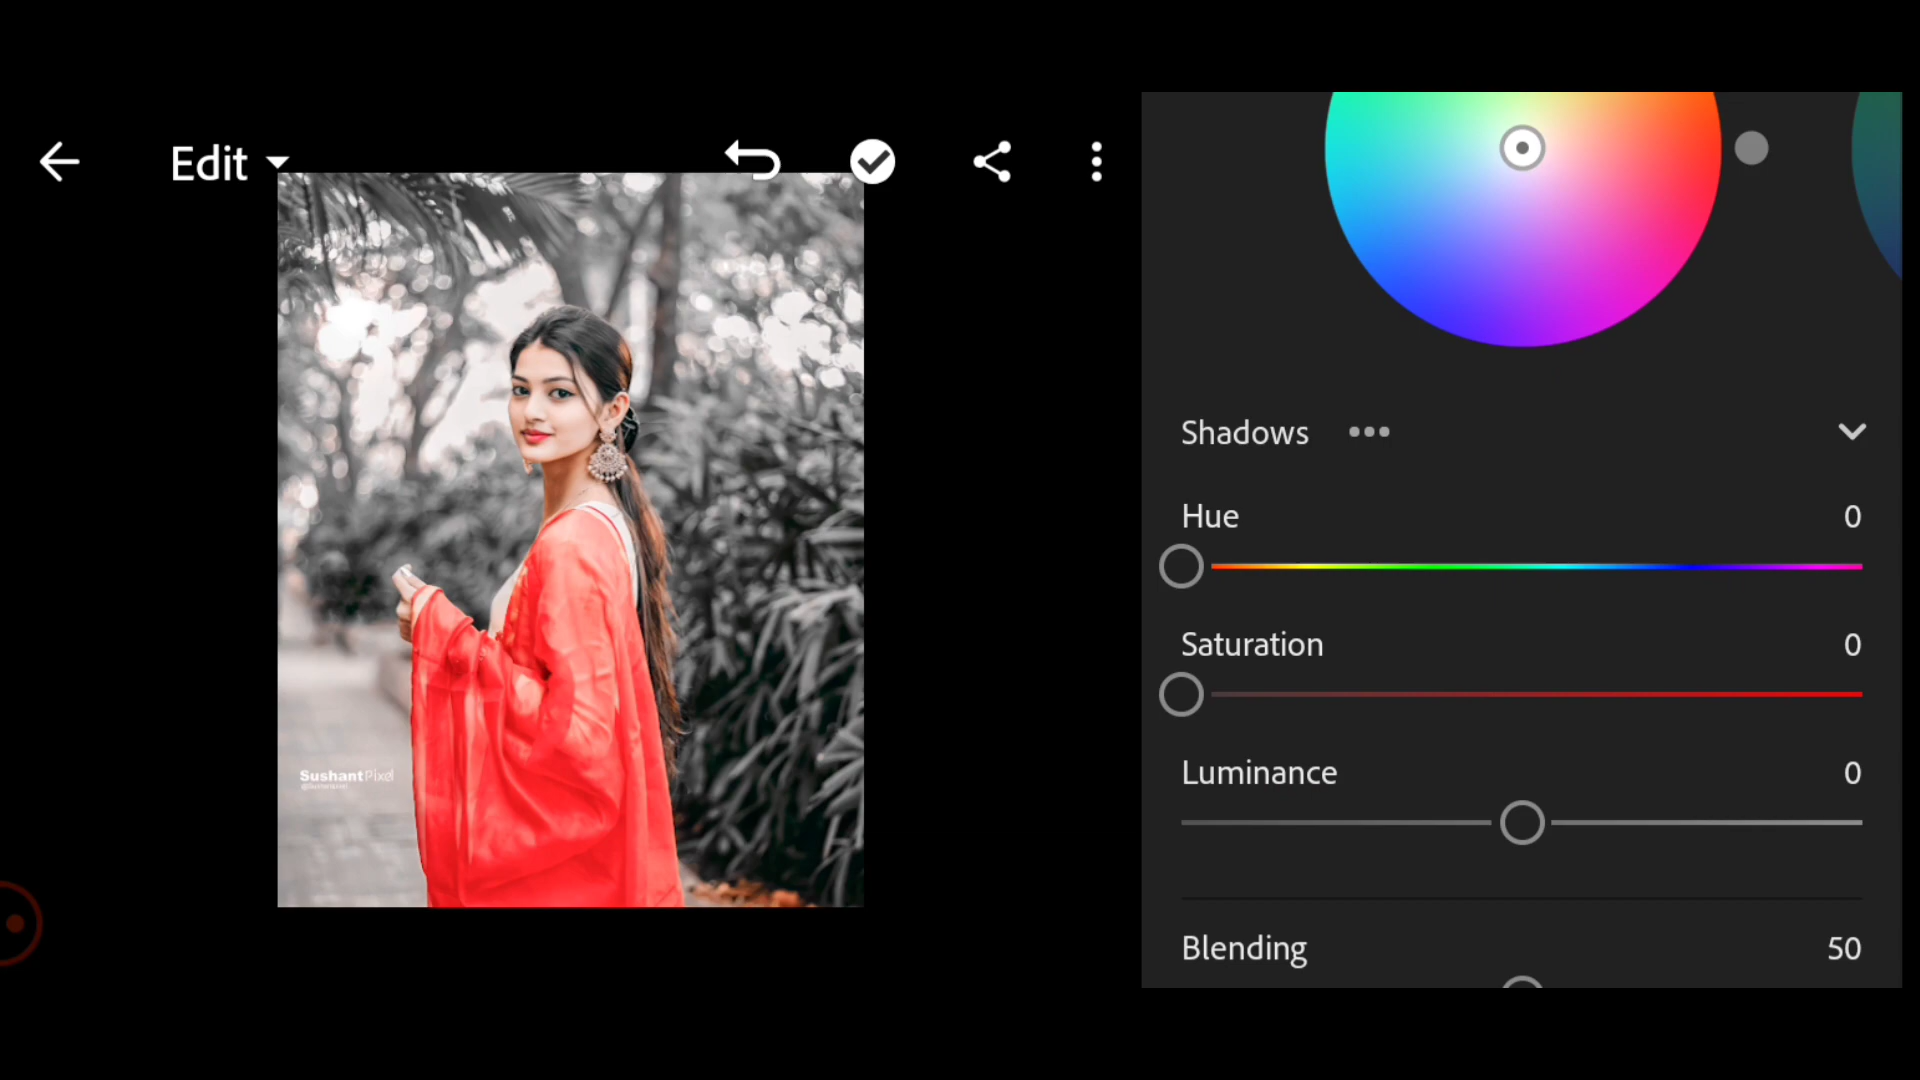 Edit
SushantPixel
Shadows
Hue 0
Saturation 0
Luminance 0
Blending 50